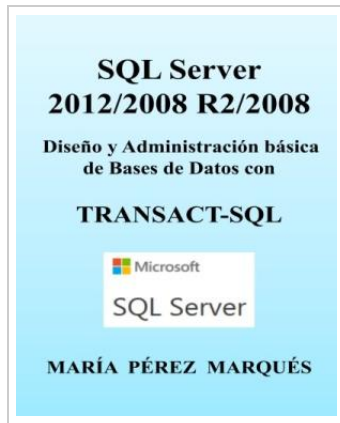 SQL Server
2012/2008 R2/2008
Diseño y Administración básica
de Bases de Datos con
TRANSACT-SQL
Microsoft
SQL Server
MARÍA PÉREZ MARQUÉS